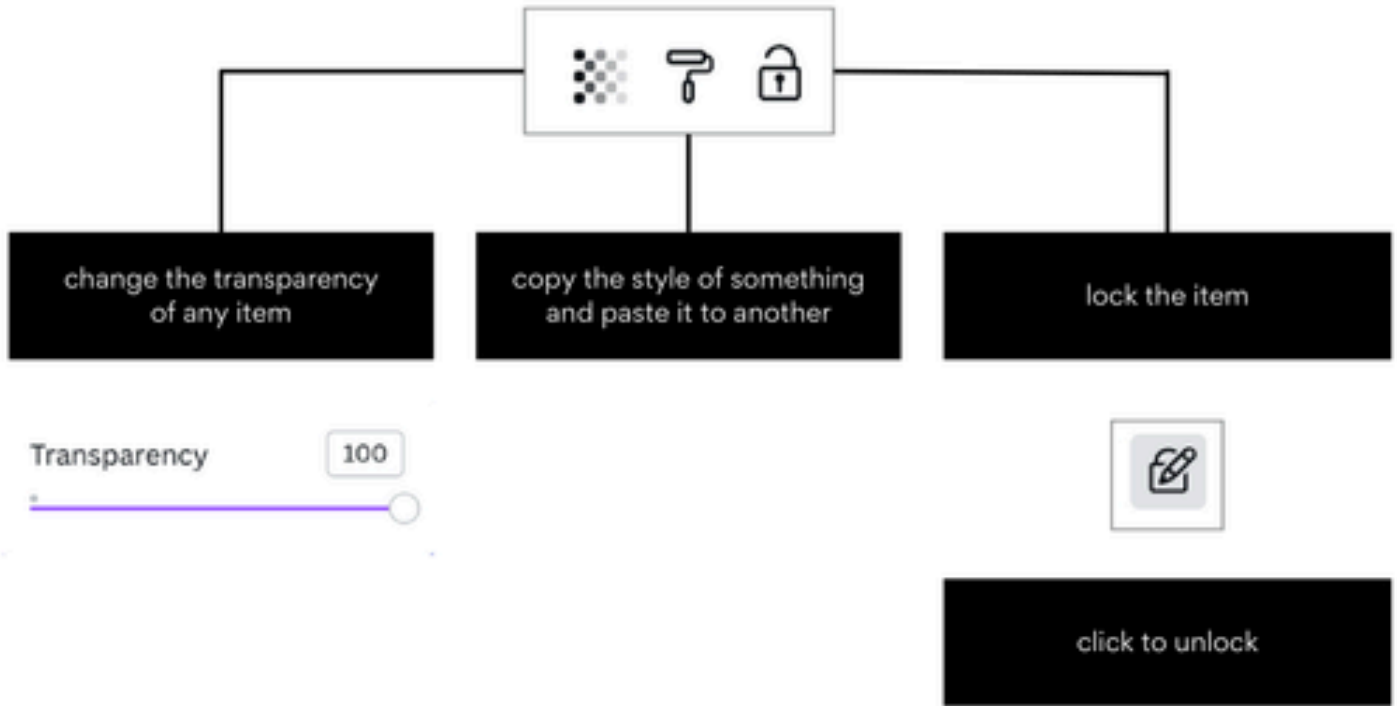 change the transparency
of any item
copy the style of something
and paste it to another
lock the item
Transparency
100
click to unlock